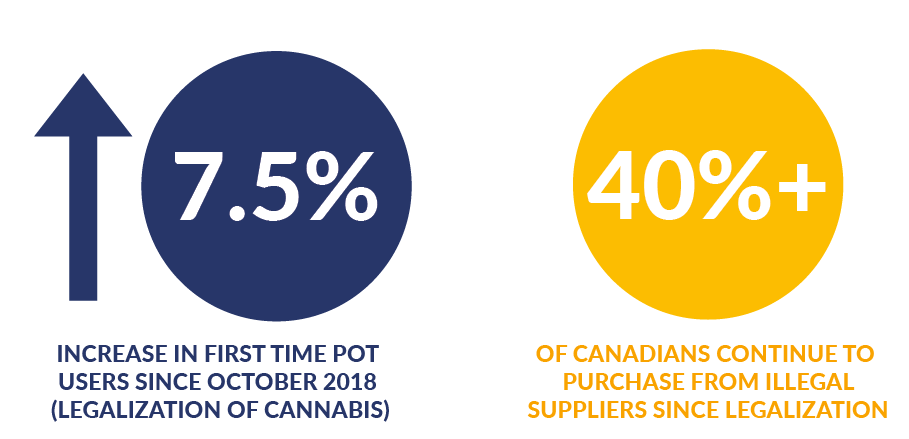 7.5%
INCREASE IN FIRST TIME POT
USERS SINCE OCTOBER 2018
(LEGALIZATION OF CANNABIS)
40%+
OF CANADIANS CONTINUE TO
PURCHASE FROM ILLEGAL
SUPPLIERS SINCE LEGALIZATION